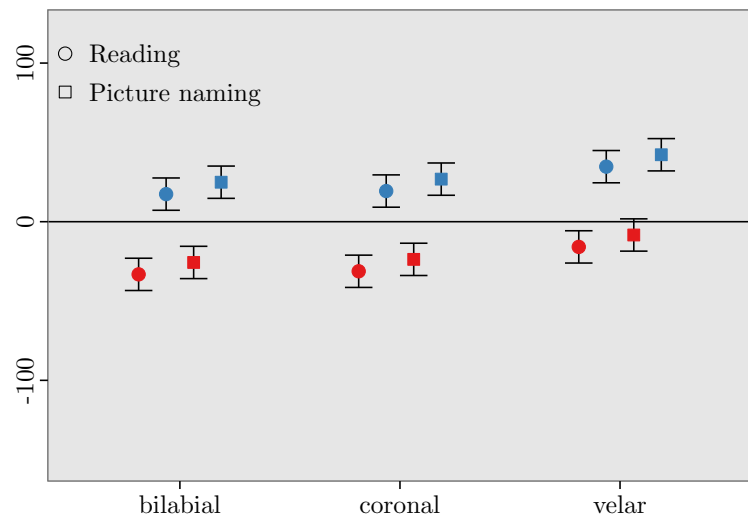 100
0
-100
Reading
Picture naming
bilabial
coronal
velar